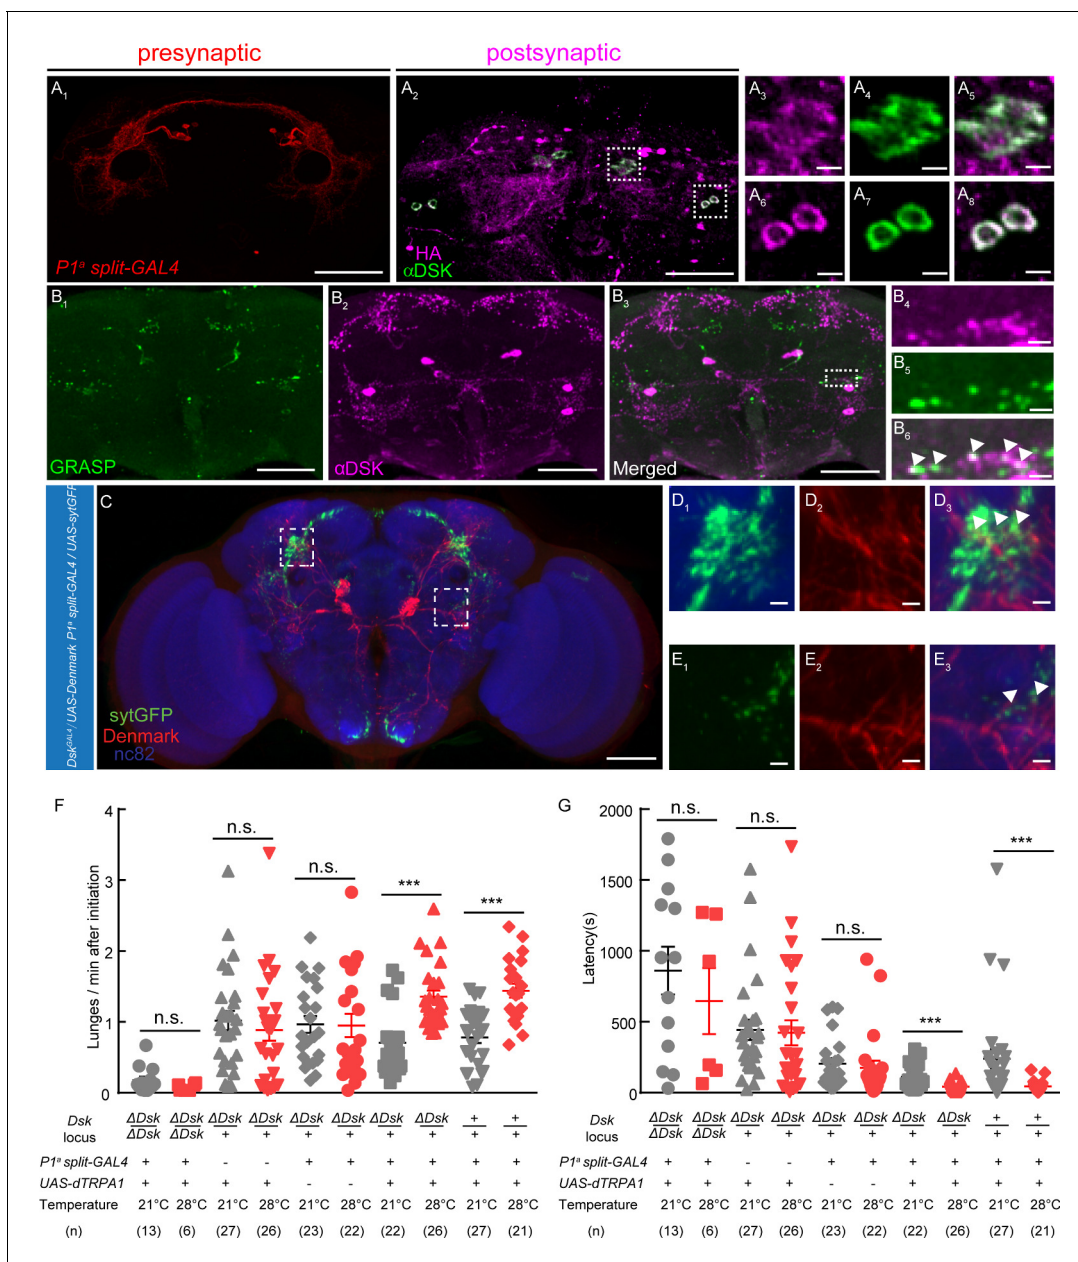 presynaptic
postsynaptic
A1
P1ª split-GAL4
A2
HA
αDSK
A3
A4
A5
A6
A7
A8
B1
GRASP
B2
αDSK
B3
Merged
B4
B5
B6
Dskᴳᴬᴸ⁴/ UAS-Denmark P1ª split-GAL4 / UAS-sytGFP
C
sytGFP
Denmark
nc82
D1
D2
D3
E1
E2
E3
F
Lunges / min after initiation
4
3
2
1
0
n.s.
n.s.
n.s.
***
***
Dsk locus
ΔDsk/ΔDsk ΔDsk/ΔDsk ΔDsk/+ ΔDsk/+ ΔDsk/+ ΔDsk/+ ΔDsk/+ ΔDsk/+ +/+ +/+
P1ª split-GAL4 + + - - + + + + + +
UAS-dTRPA1 + + + + - - + + + +
Temperature 21°C 28°C 21°C 28°C 21°C 28°C 21°C 28°C 21°C 28°C
(n) (13) (6) (27) (26) (23) (22) (22) (26) (27) (21)
G
Latency(s)
2000
1500
1000
500
0
n.s.
n.s.
n.s.
***
***
Dsk locus
ΔDsk/ΔDsk ΔDsk/ΔDsk ΔDsk/+ ΔDsk/+ ΔDsk/+ ΔDsk/+ ΔDsk/+ ΔDsk/+ +/+ +/+
P1ª split-GAL4 + + - - + + + + + +
UAS-dTRPA1 + + + + - - + + + +
Temperature 21°C 28°C 21°C 28°C 21°C 28°C 21°C 28°C 21°C 28°C
(n) (13) (6) (27) (26) (23) (22) (22) (26) (27) (21)